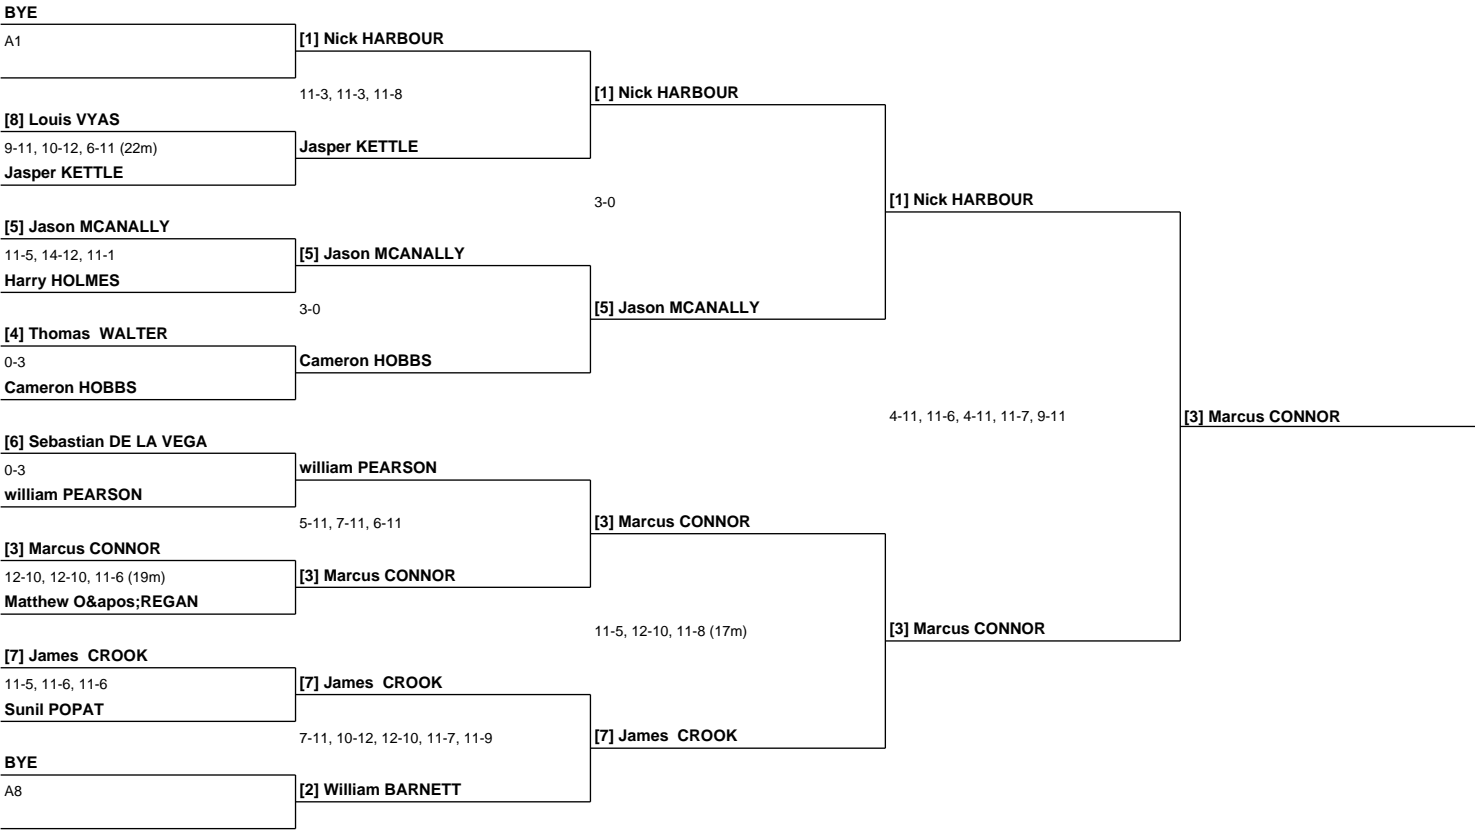 BYE
A1
[8] Louis VYAS
9-11, 10-12, 6-11 (22m)
Jasper KETTLE
[5] Jason MCANALLY
11-5, 14-12, 11-1
Harry HOLMES
[4] Thomas  WALTER
0-3
Cameron HOBBS
[6] Sebastian DE LA VEGA
0-3
william PEARSON
[3] Marcus CONNOR
12-10, 12-10, 11-6 (19m)
Matthew O&apos;REGAN
[7] James  CROOK
11-5, 11-6, 11-6
Sunil POPAT
BYE
A8
[1] Nick HARBOUR
11-3, 11-3, 11-8
Jasper KETTLE
[5] Jason MCANALLY
3-0
Cameron HOBBS
william PEARSON
5-11, 7-11, 6-11
[3] Marcus CONNOR
[7] James  CROOK
7-11, 10-12, 12-10, 11-7, 11-9
[2] William BARNETT
[1] Nick HARBOUR
3-0
[5] Jason MCANALLY
[3] Marcus CONNOR
11-5, 12-10, 11-8 (17m)
[7] James  CROOK
[1] Nick HARBOUR
4-11, 11-6, 4-11, 11-7, 9-11
[3] Marcus CONNOR
[3] Marcus CONNOR